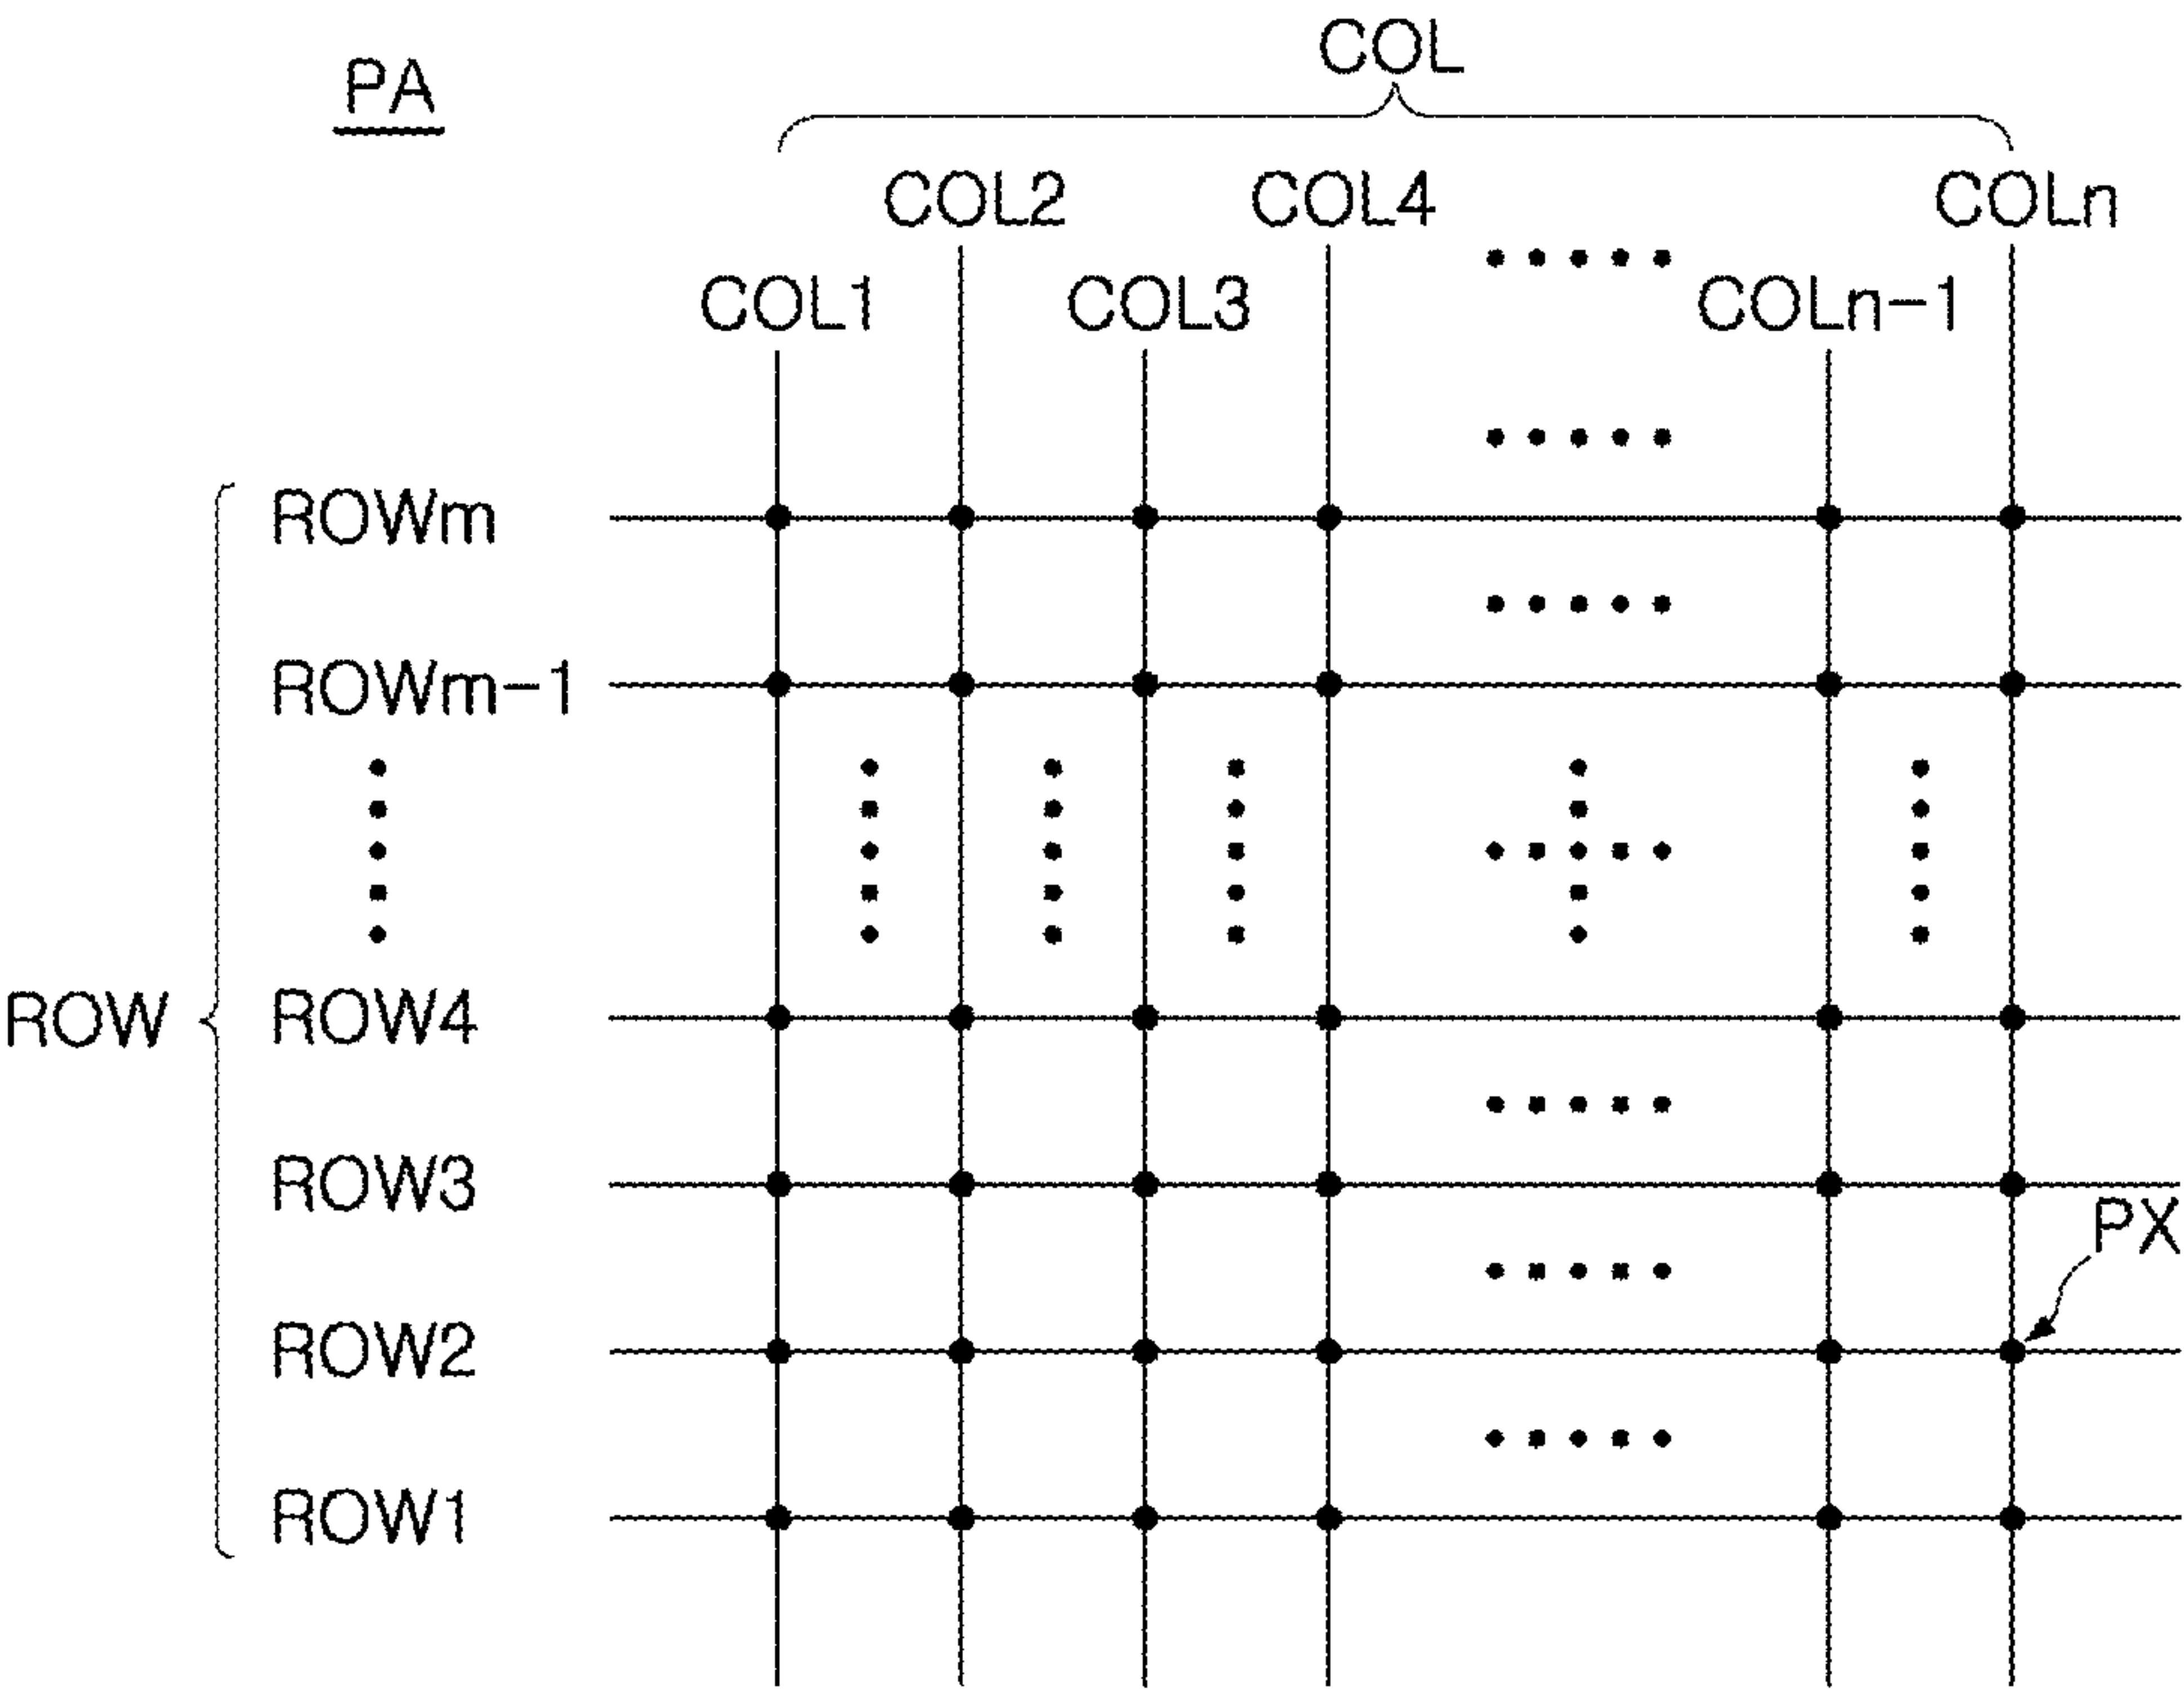 COL
PA
COL2 COL4 COLn
COL1 COL3 COLn-1
ROWm
ROWm-1
ROW4
ROW
ROW3
PX
ROW2
ROW1